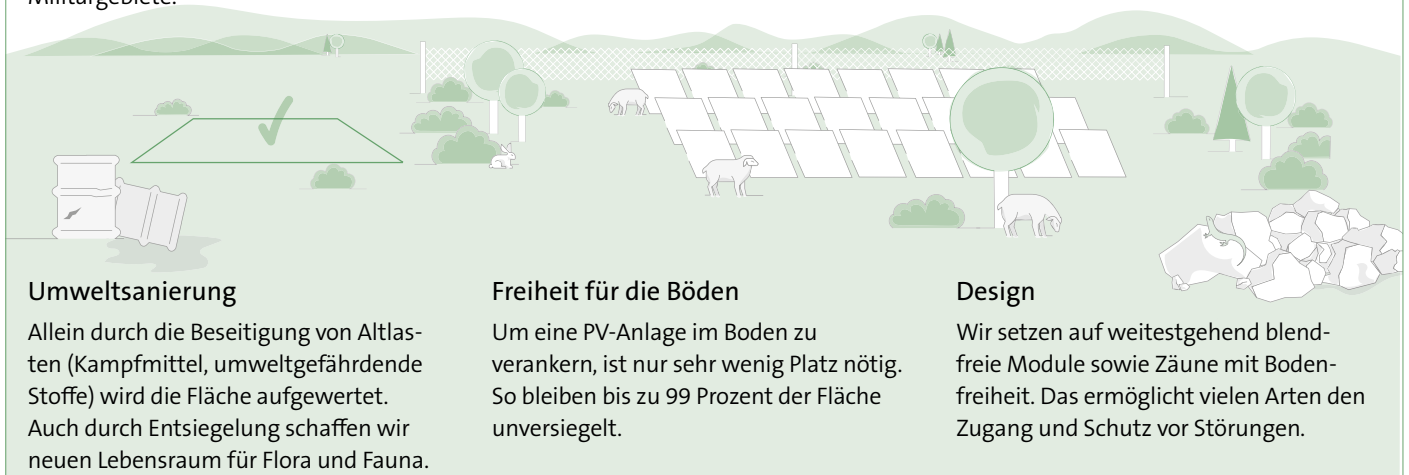 Militärgebiete.
Umweltsanierung
Allein durch die Beseitigung von Altlas-
ten (Kampfmittel, umweltgefährdende
Stoffe) wird die Fläche aufgewertet.
Auch durch Entsiegelung schaffen wir
neuen Lebensraum für Flora und Fauna.
Freiheit für die Böden
Um eine PV-Anlage im Boden zu
verankern, ist nur sehr wenig Platz nötig.
So bleiben bis zu 99 Prozent der Fläche
unversiegelt.
Design
Wir setzen auf weitestgehend blend-
freie Module sowie Zäune mit Boden-
freiheit. Das ermöglicht vielen Arten den
Zugang und Schutz vor Störungen.